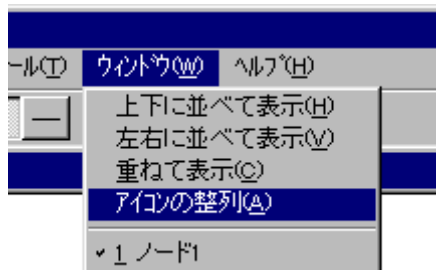 ール(T) ウィンドウ(W) ヘルプ(H)
上下に並べて表示(H)
左右に並べて表示(V)
重ねて表示(C)
アイコンの整列(A)
✓ 1 ノード1